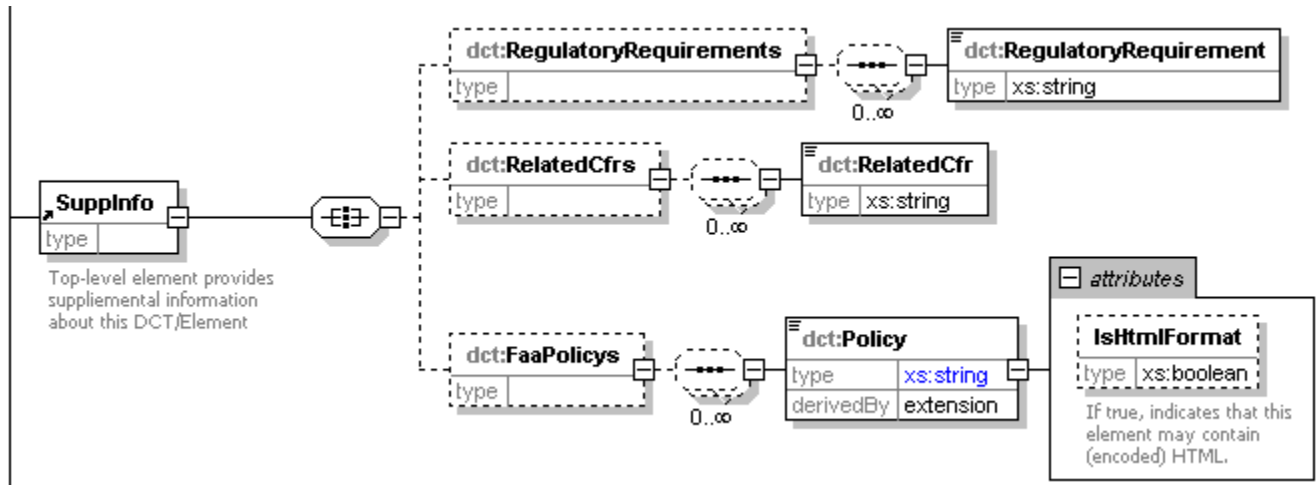 dct:RegulatoryRequirements
type
0..∞
dct:RegulatoryRequirement
type xs:string
dct:RelatedCfrs
type
0..∞
dct:RelatedCfr
type xs:string
SuppInfo
type
Top-level element provides
suppliemental information
about this DCT/Element
dct:FaaPolicys
type
0..∞
dct:Policy
type xs:string
derivedBy extension
attributes
IsHtmlFormat
type xs:boolean
If true, indicates that this
element may contain
(encoded) HTML.